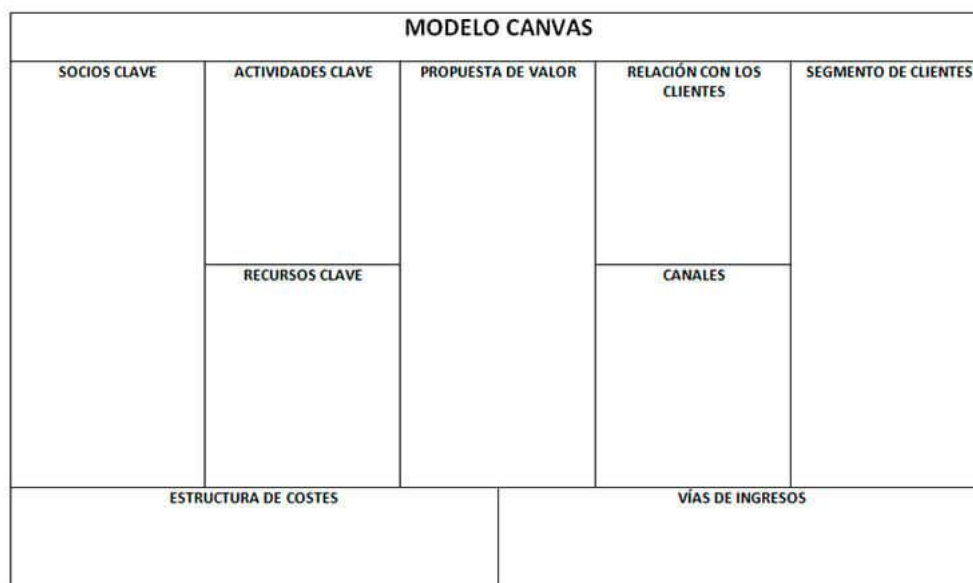 MODELO CANVAS
SOCIOS CLAVE
ACTIVIDADES CLAVE
PROPUESTA DE VALOR
RELACIÓN CON LOS
CLIENTES
SEGMENTO DE CLIENTES
RECURSOS CLAVE
CANALES
ESTRUCTURA DE COSTES
VÍAS DE INGRESOS